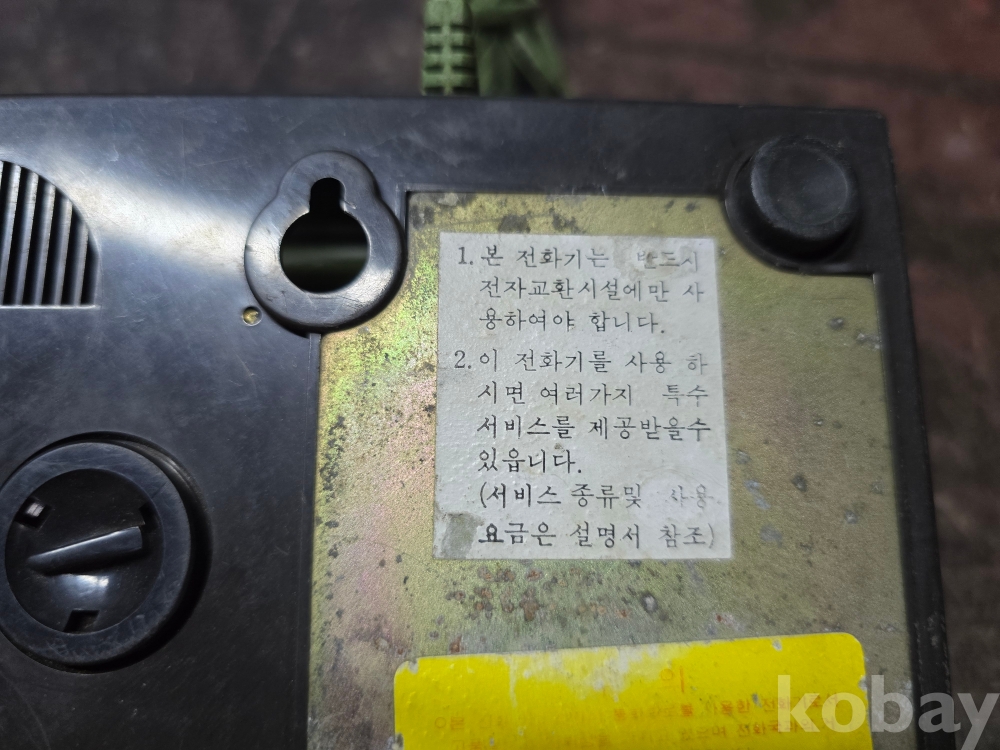 1. 본 전화기는 반드시
전자교환시설에만 사
용하여야 합니다.
2. 이 전화기를 사용 하
시면 여러가지 특수
서비스를 제공받을수
있읍니다.
(서비스 종류및 사용
요금은 설명서 참조)
의
kobay